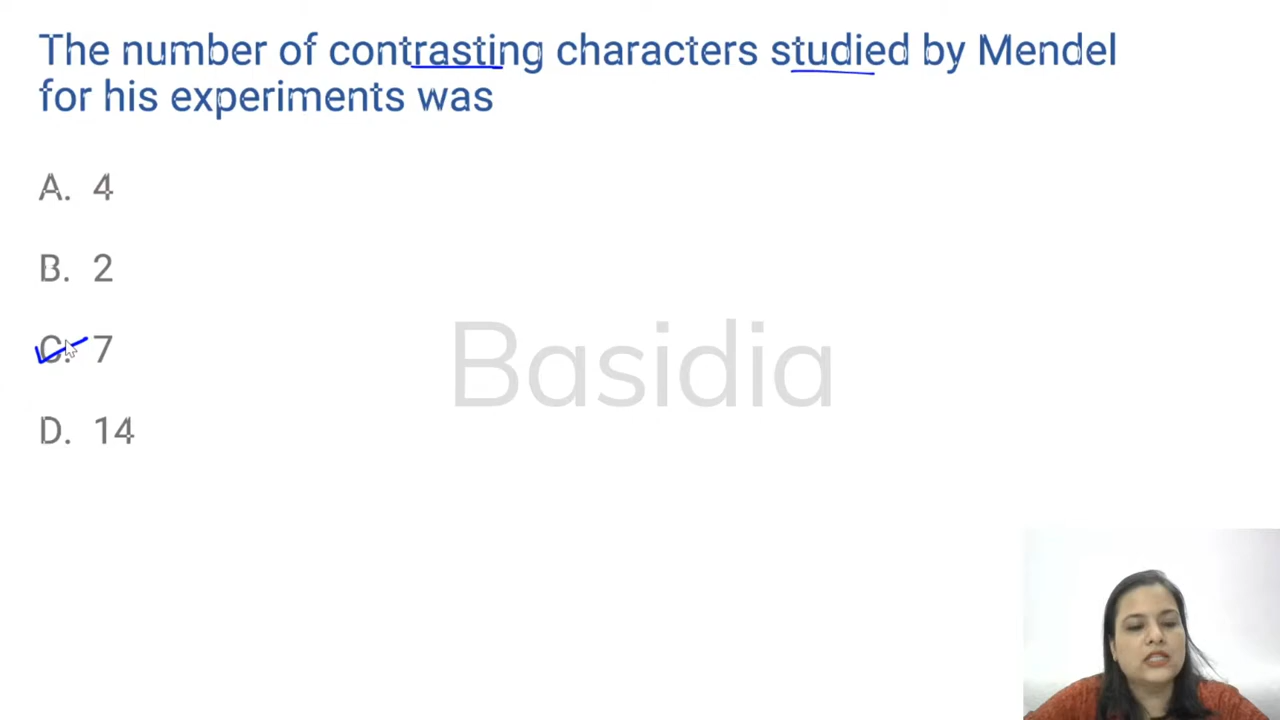 The number of contrasting characters studied by Mendel
for his experiments was
A. 4
B. 2
C. 7
D. 14
Basidia